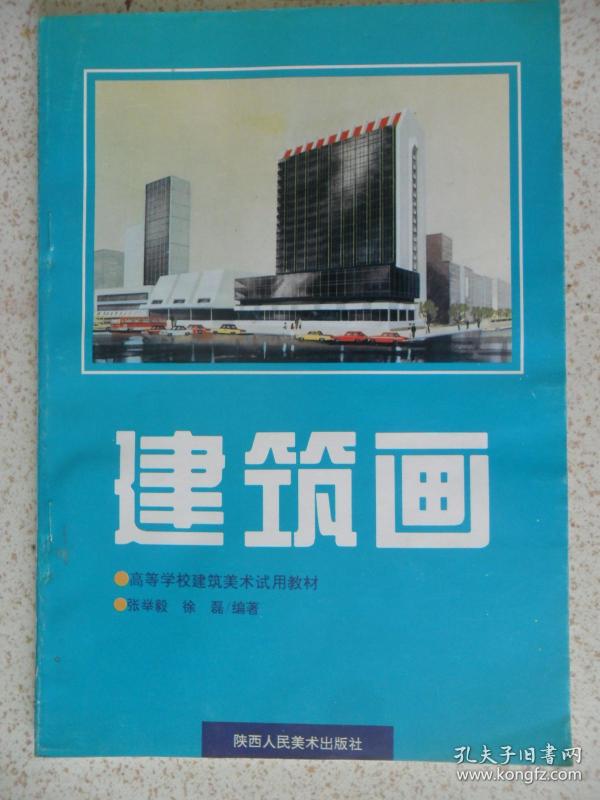 建筑画
高等学校建筑美术试用教材
张举毅 徐磊/编著
陕西人民美术出版社
孔夫子旧书网
www.kongfz.com